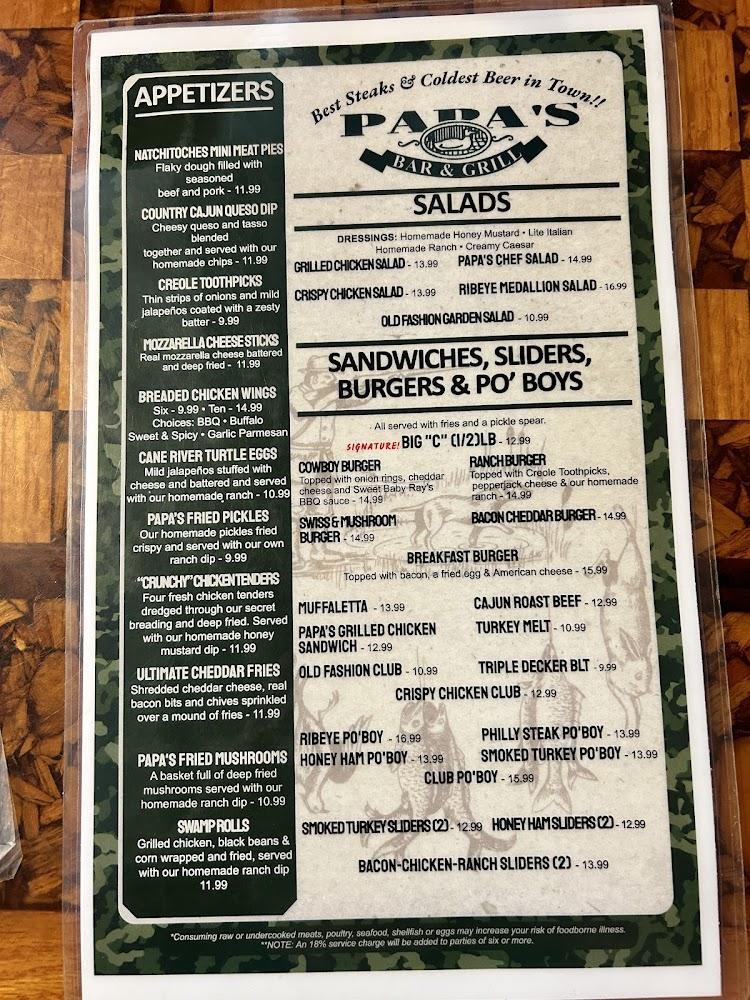 APPETIZERS
NATCHITOCHES MINI MEAT PIES
Flaky dough filled with
seasoned
beef and pork - 11.99
COUNTRY CAJUN QUESO DIP
Cheesy queso and tasso
blended
together and served with our
homemade chips - 11.99
CREOLE TOOTHPICKS
Thin strips of onions and mild
jalapeños coated with a zesty
batter - 9.99
MOZZARELLA CHEESE STICKS
Real mozzarella cheese battered
and deep fried - 11.99
BREADED CHICKEN WINGS
Six - 9.99 • Ten - 14.99
Choices: BBQ • Buffalo
Sweet & Spicy • Garlic Parmesan
CANE RIVER TURTLE EGGS
Mild jalapeños stuffed with
cheese and battered and served
with our homemade ranch - 10.99
PAPA'S FRIED PICKLES
Our homemade pickles fried
crispy and served with our own
ranch dip - 9.99
"CRUNCHY" CHICKEN TENDERS
Four fresh chicken tenders
dredged through our secret
breading and deep fried. Served
with our homemade honey
mustard dip - 11.99
ULTIMATE CHEDDAR FRIES
Shredded cheddar cheese, real
bacon bits and chives sprinkled
over a mound of fries - 11.99
PAPA'S FRIED MUSHROOMS
A basket full of deep fried
mushrooms served with our
homemade ranch dip - 10.99
SWAMP ROLLS
Grilled chicken, black beans &
corn wrapped and fried, served
with our homemade ranch dip
11.99
Best Steaks & Coldest Beer in Town!!
PAPA'S
BAR & GRILL
SALADS
DRESSINGS: Homemade Honey Mustard • Lite Italian
Homemade Ranch • Creamy Caesar
GRILLED CHICKEN SALAD - 13.99 PAPA'S CHEF SALAD - 14.99
CRISPY CHICKEN SALAD - 13.99 RIBEYE MEDALLION SALAD - 16.99
OLD FASHION GARDEN SALAD - 10.99
SANDWICHES, SLIDERS,
BURGERS & PO' BOYS
All served with fries and a pickle spear.
SIGNATURE! BIG "C" (1/2)LB - 12.99
COWBOY BURGER
Topped with onion rings, cheddar
cheese and Sweet Baby Ray's
BBQ sauce - 14.99
RANCH BURGER
Topped with Creole Toothpicks,
pepperjack cheese & our homemade
ranch - 14.99
SWISS & MUSHROOM
BURGER - 14.99
BACON CHEDDAR BURGER - 14.99
BREAKFAST BURGER
Topped with bacon, a fried egg & American cheese - 15.99
MUFFALETTA - 13.99 CAJUN ROAST BEEF - 12.99
PAPA'S GRILLED CHICKEN
SANDWICH - 12.99
TURKEY MELT - 10.99
OLD FASHION CLUB - 10.99 TRIPLE DECKER BLT - 9.99
CRISPY CHICKEN CLUB - 12.99
RIBEYE PO'BOY - 16.99 PHILLY STEAK PO'BOY - 13.99
HONEY HAM PO'BOY - 13.99 SMOKED TURKEY PO'BOY - 13.99
CLUB PO'BOY - 15.99
SMOKED TURKEY SLIDERS (2) - 12.99 HONEY HAM SLIDERS (2) - 12.99
BACON-CHICKEN-RANCH SLIDERS (2) - 13.99
*Consuming raw or undercooked meats, poultry, seafood, shellfish or eggs may increase your risk of foodborne illness.
**NOTE: An 18% service charge will be added to parties of six or more.